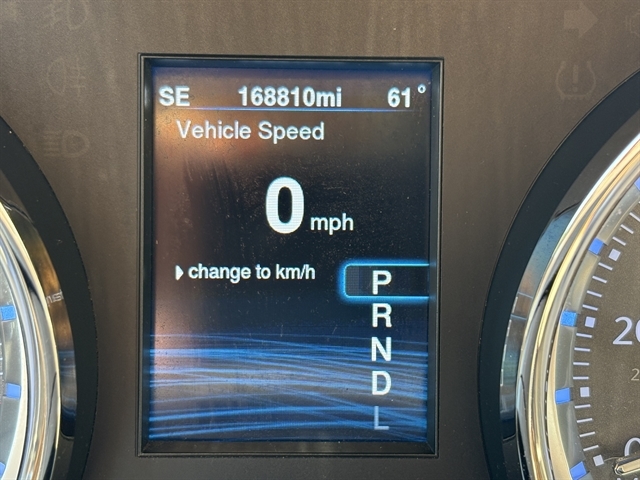 SE 168810mi 61°
Vehicle Speed
0 mph
change to km/h
P
R
N
D
L